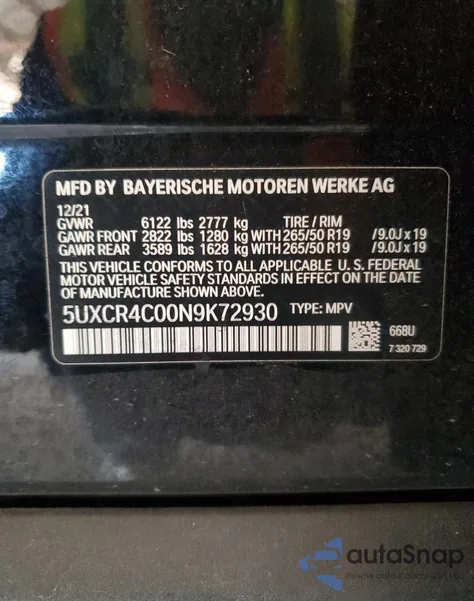 MFD BY BAYERISCHE MOTOREN WERKE AG
12/21
GVWR 6122 lbs 2777 kg TIRE / RIM
GAWR FRONT 2822 lbs 1280 kg WITH 265/50 R19 /9.0J x 19
GAWR REAR 3589 lbs 1628 kg WITH 265/50 R19 /9.0J x 19
THIS VEHICLE CONFORMS TO ALL APPLICABLE U. S. FEDERAL
MOTOR VEHICLE SAFETY STANDARDS IN EFFECT ON THE DATE
OF MANUFACTURE SHOWN ABOVE.
5UXCR4C00N9K72930 TYPE: MPV
668U
7 320 729
autoSnap